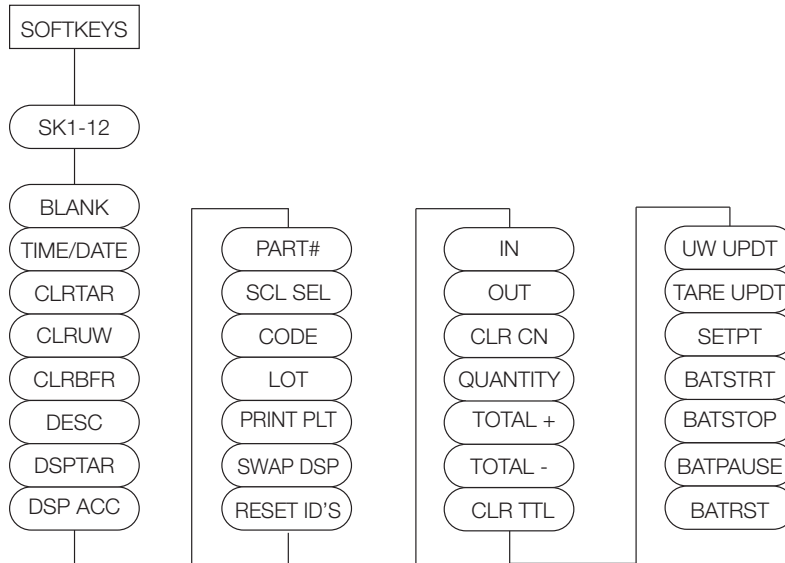 SOFTKEYS
SK1-12
BLANK
TIME/DATE
CLRTAR
CLRUW
CLRBFR
DESC
DSPTAR
DSP ACC
PART#
SCL SEL
CODE
LOT
PRINT PLT
SWAP DSP
RESET ID'S
IN
OUT
CLR CN
QUANTITY
TOTAL +
TOTAL -
CLR TTL
UW UPDT
TARE UPDT
SETPT
BATSTRT
BATSTOP
BATPAUSE
BATRST